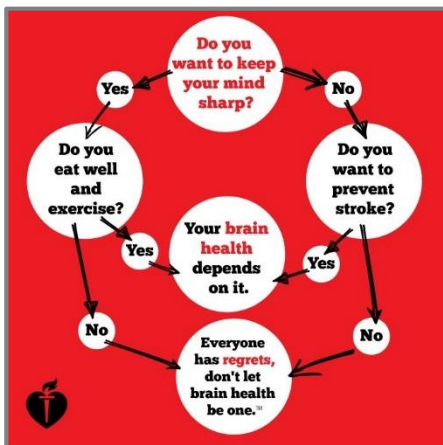 Do you
want to keep
your mind
sharp?
Yes
No
Do you
eat well
and
exercise?
Do you
want to
prevent
stroke?
Yes
Your brain
health
depends
on it.
Yes
No
No
Everyone
has regrets,
don't let
brain health
be one.™